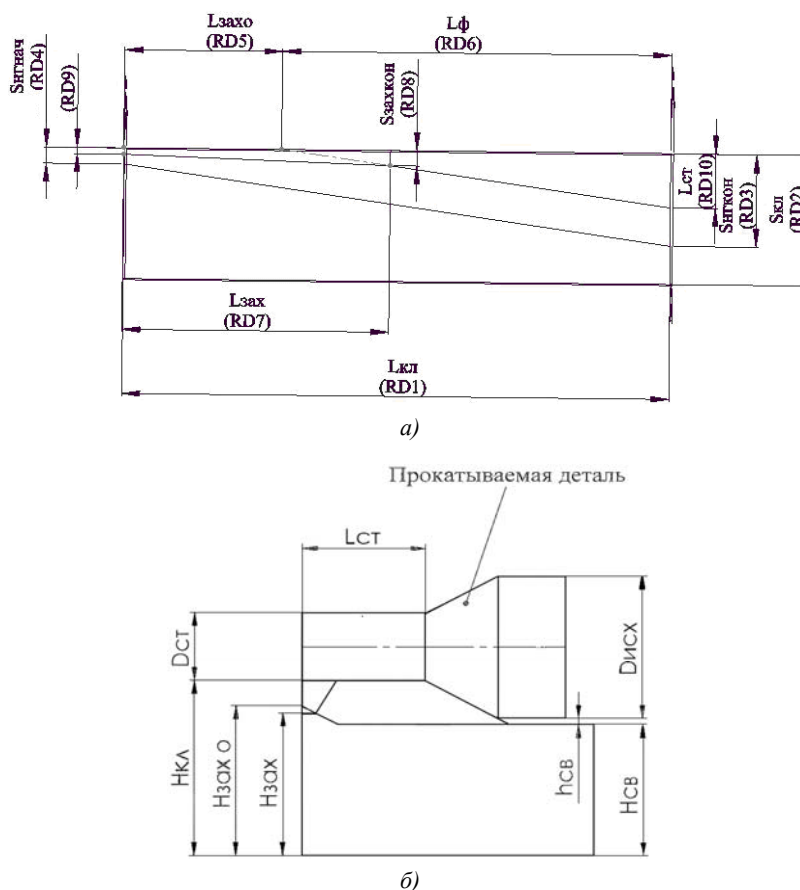 Lзахо
(RD5)
Lф
(RD6)
Sнгнач
(RD4)
(RD9)
Sзахкон
(RD8)
Lст
(RD10)
Sнгкон
(RD3)
Sкл
(RD2)
Lзах
(RD7)
Lкл
(RD1)
а)
Прокатываемая деталь
Lст
Dст
Dисх
Hкл
Hзах о
Hзах
hсв
Hсв
б)